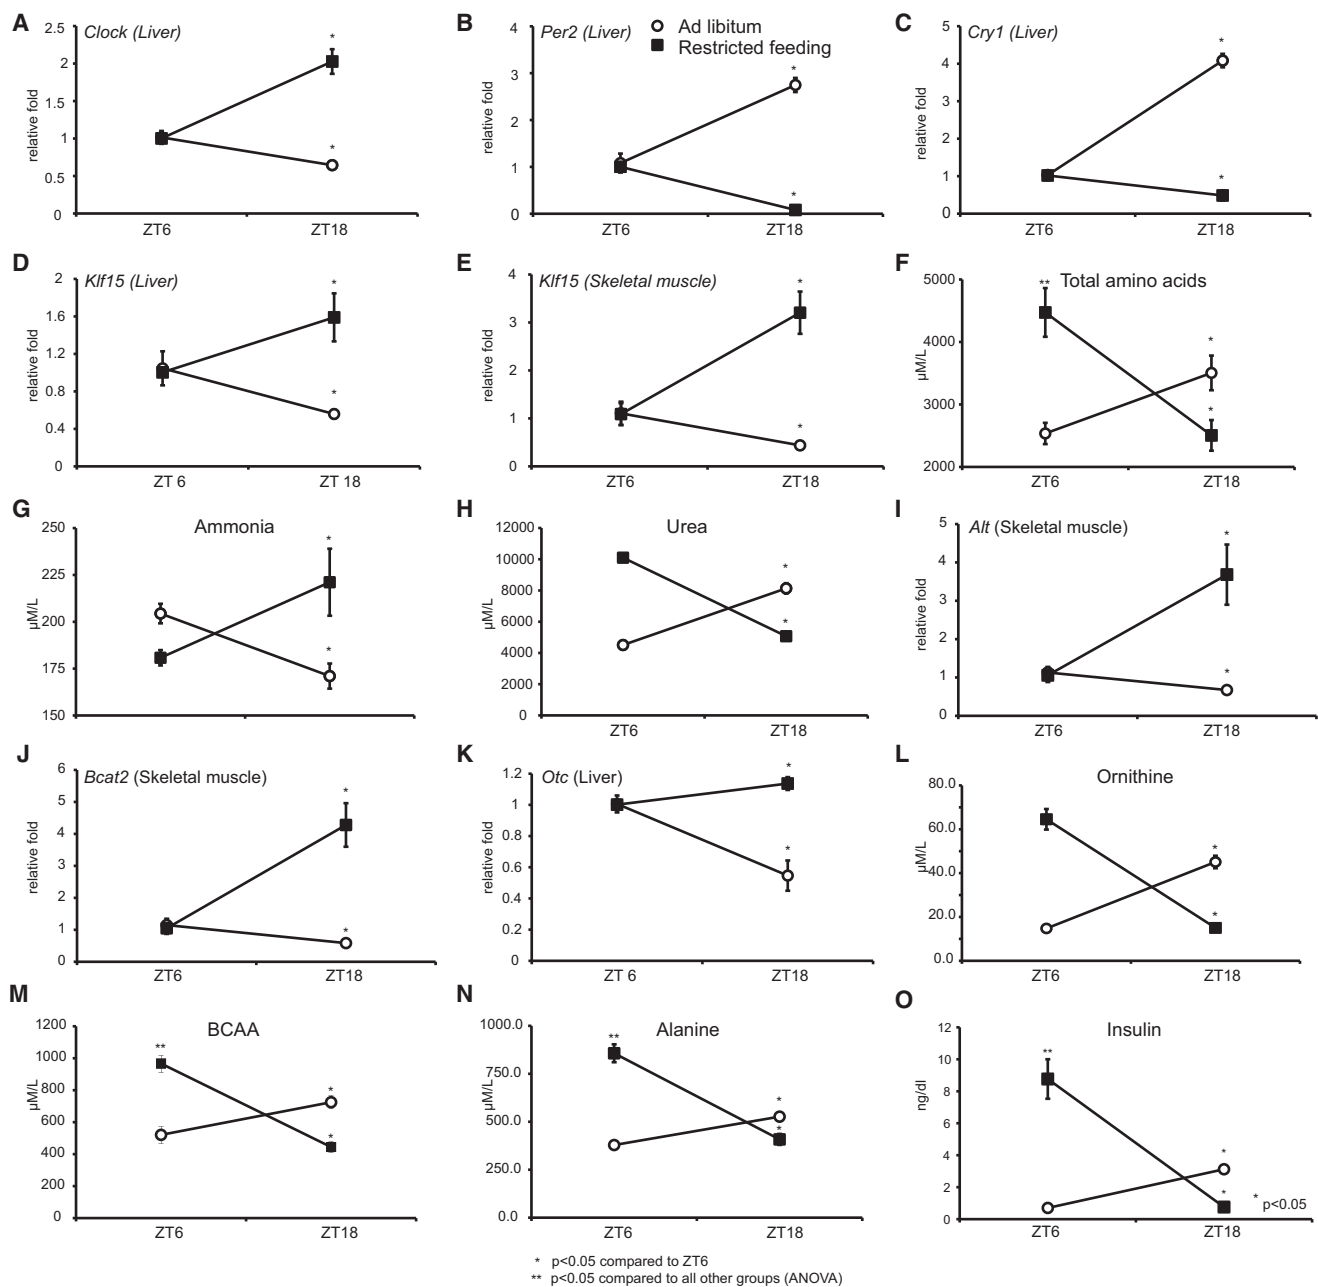 A
Clock (Liver)
relative fold
2.5
2
1.5
1
0.5
0
*
*
ZT6 ZT18
B
Per2 (Liver)
Ad libitum
Restricted feeding
relative fold
4
3
2
1
0
*
*
ZT6 ZT18
C
Cry1 (Liver)
relative fold
5
4
3
2
1
0
*
*
ZT6 ZT18
D
Klf15 (Liver)
relative fold
2
1.6
1.2
0.8
0.4
0
*
*
ZT 6 ZT 18
E
Klf15 (Skeletal muscle)
relative fold
4
3
2
1
0
*
*
ZT6 ZT18
F
Total amino acids
µM/L
5000
4000
3000
2000
**
*
*
ZT6 ZT18
G
Ammonia
µM/L
250
225
200
175
150
*
*
H
Urea
µM/L
12000
10000
8000
6000
4000
2000
0
*
*
ZT6 ZT18
I
Alt (Skeletal muscle)
relative fold
5
4
3
2
1
0
*
*
ZT6 ZT18
J
Bcat2 (Skeletal muscle)
relative fold
6
5
4
3
2
1
0
*
*
ZT6 ZT18
K
Otc (Liver)
relative fold
1.2
1
0.8
0.6
0.4
0.2
0
*
*
ZT 6 ZT18
L
Ornithine
µM/L
80.0
60.0
40.0
20.0
0.0
*
*
ZT6 ZT18
M
BCAA
µM/L
1200
1000
800
600
400
200
0
**
*
*
ZT6 ZT18
N
Alanine
µM/L
1000.0
750.0
500.0
250.0
0.0
**
*
*
ZT6 ZT18
O
Insulin
ng/dl
12
10
8
6
4
2
0
**
*
*
* p<0.05
ZT6 ZT18
* p<0.05 compared to ZT6
** p<0.05 compared to all other groups (ANOVA)